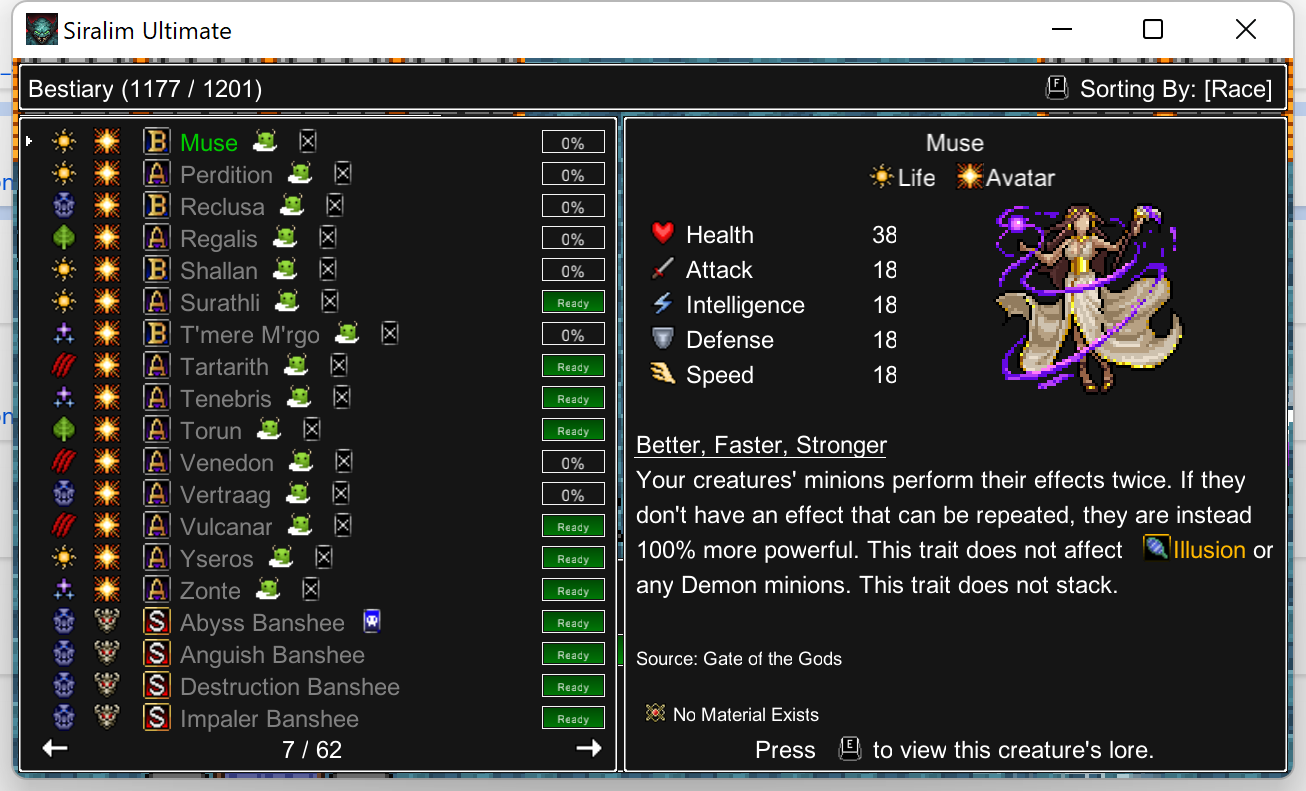 Siralim Ultimate
Bestiary (1177 / 1201)
F Sorting By: [Race]
B Muse 0%
A Perdition 0%
B Reclusa 0%
A Regalis 0%
B Shallan 0%
A Surathli Ready
B T'mere M'rgo 0%
A Tartarith Ready
A Tenebris Ready
A Torun Ready
A Venedon 0%
A Vertraag 0%
A Vulcanar Ready
A Yseros Ready
A Zonte Ready
S Abyss Banshee Ready
S Anguish Banshee Ready
S Destruction Banshee Ready
S Impaler Banshee Ready
7 / 62
Muse
Life Avatar
Health 38
Attack 18
Intelligence 18
Defense 18
Speed 18
Better, Faster, Stronger
Your creatures' minions perform their effects twice. If they
don't have an effect that can be repeated, they are instead
100% more powerful. This trait does not affect Illusion or
any Demon minions. This trait does not stack.
Source: Gate of the Gods
No Material Exists
Press E to view this creature's lore.